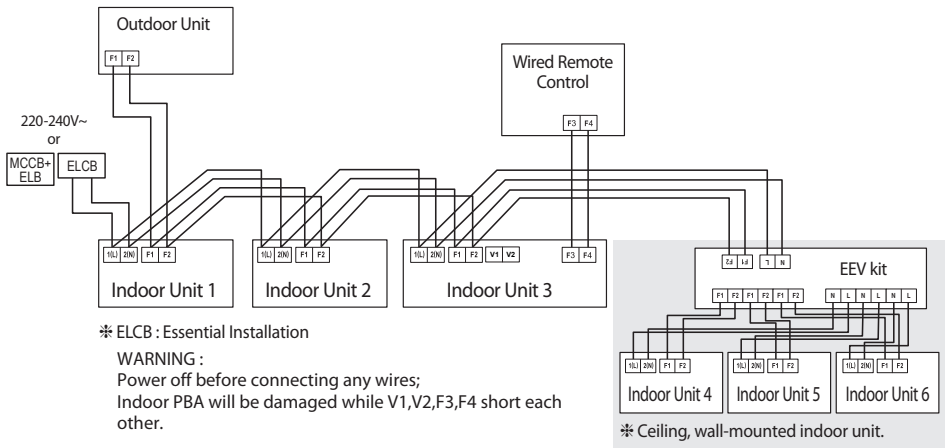 Outdoor Unit
F1 F2
Wired Remote
Control
F3 F4
220-240V~
or
MCCB+
ELB
ELCB
1(L) 2(N) F1 F2
Indoor Unit 1
1(L) 2(N) F1 F2
Indoor Unit 2
1(L) 2(N) F1 F2 V1 V2 F3 F4
Indoor Unit 3
F2 F1 L N
EEV kit
F1 F2 F1 F2 F1 F2 N L N L N L
1(L) 2(N) F1 F2
Indoor Unit 4
1(L) 2(N) F1 F2
Indoor Unit 5
1(L) 2(N) F1 F2
Indoor Unit 6
❈ ELCB : Essential Installation
WARNING :
Power off before connecting any wires;
Indoor PBA will be damaged while V1,V2,F3,F4 short each
other.
❈ Ceiling, wall-mounted indoor unit.